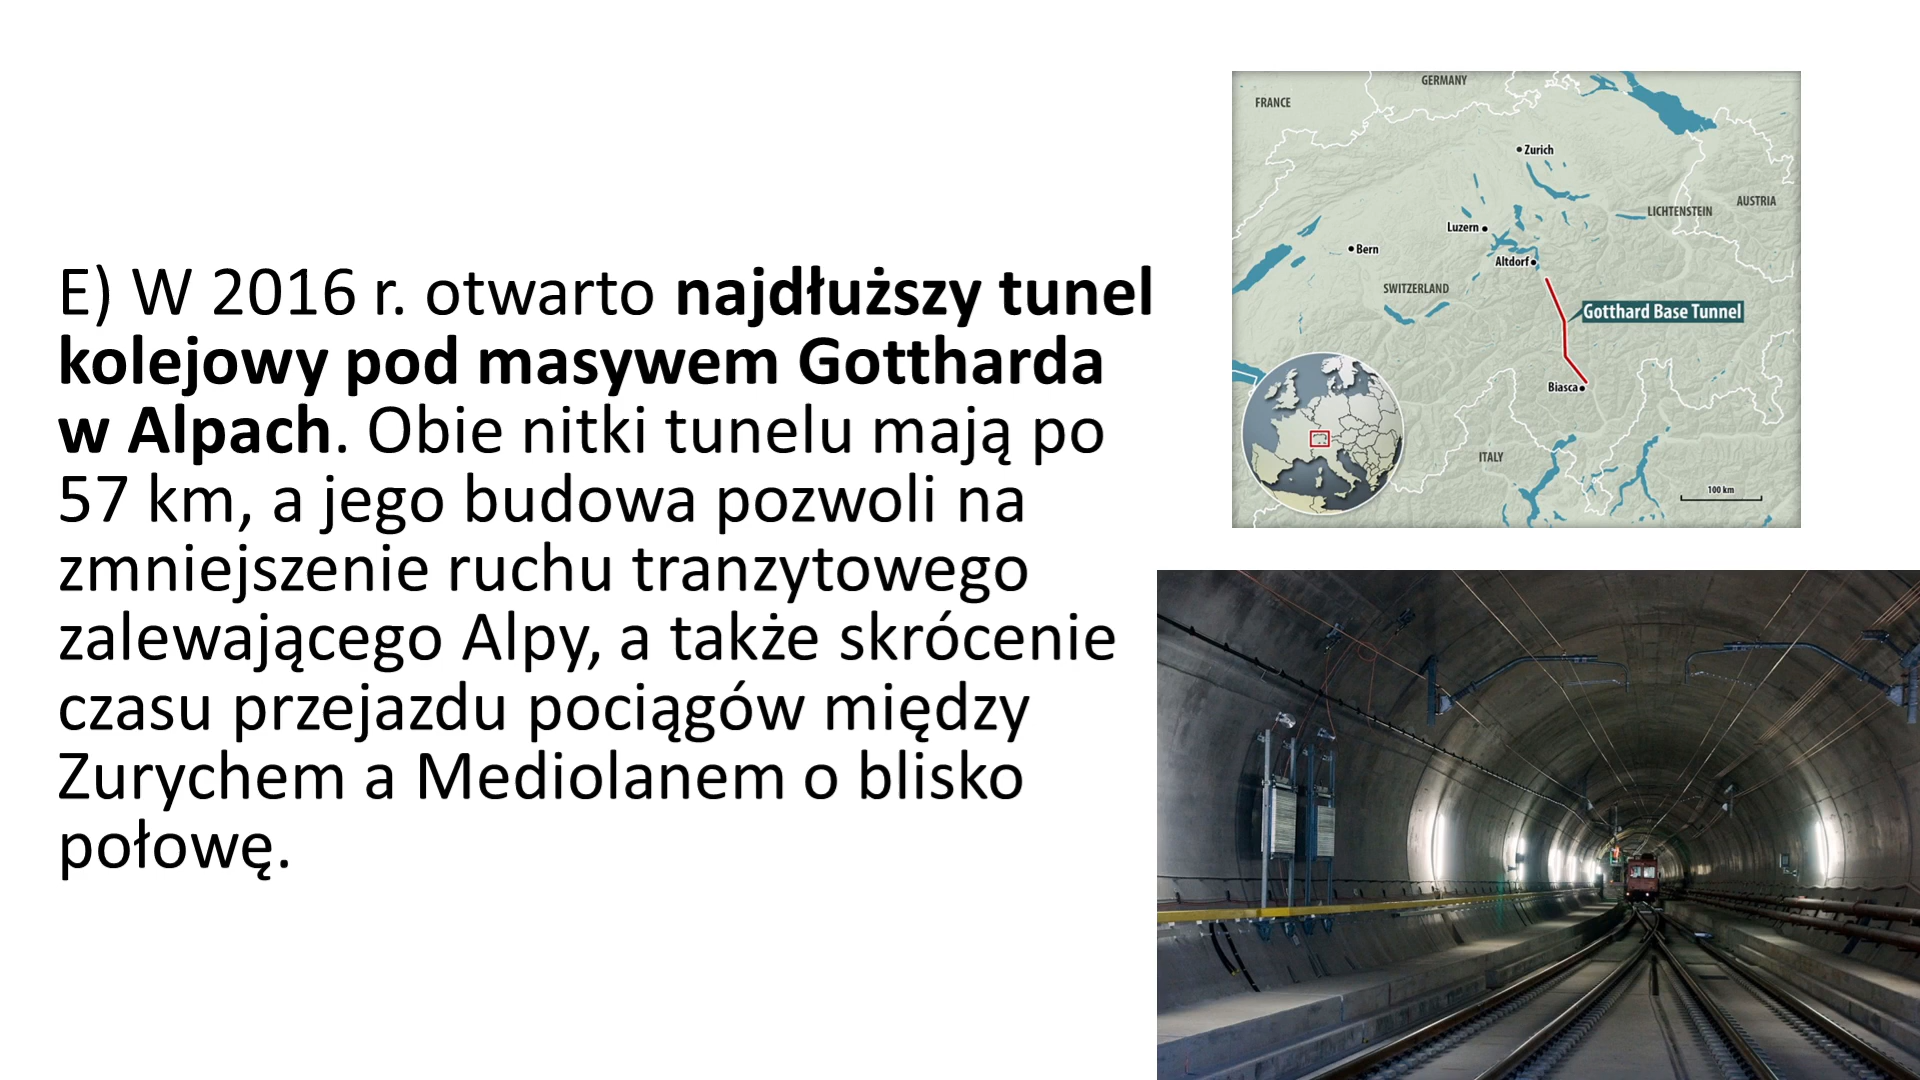 E) W 2016 r. otwarto najdłuższy tunel
kolejowy pod masywem Gottharda
w Alpach. Obie nitki tunelu mają po
57 km, a jego budowa pozwoli na
zmniejszenie ruchu tranzytowego
zalewającego Alpy, a także skrócenie
czasu przejazdu pociągów między
Zurychem a Mediolanem o blisko
połowę.
GERMANY
FRANCE
Zurich
AUSTRIA
LICHTENSTEIN
Luzern
Bern
Altdorf
SWITZERLAND
Gotthard Base Tunnel
Biasca
ITALY
100 km